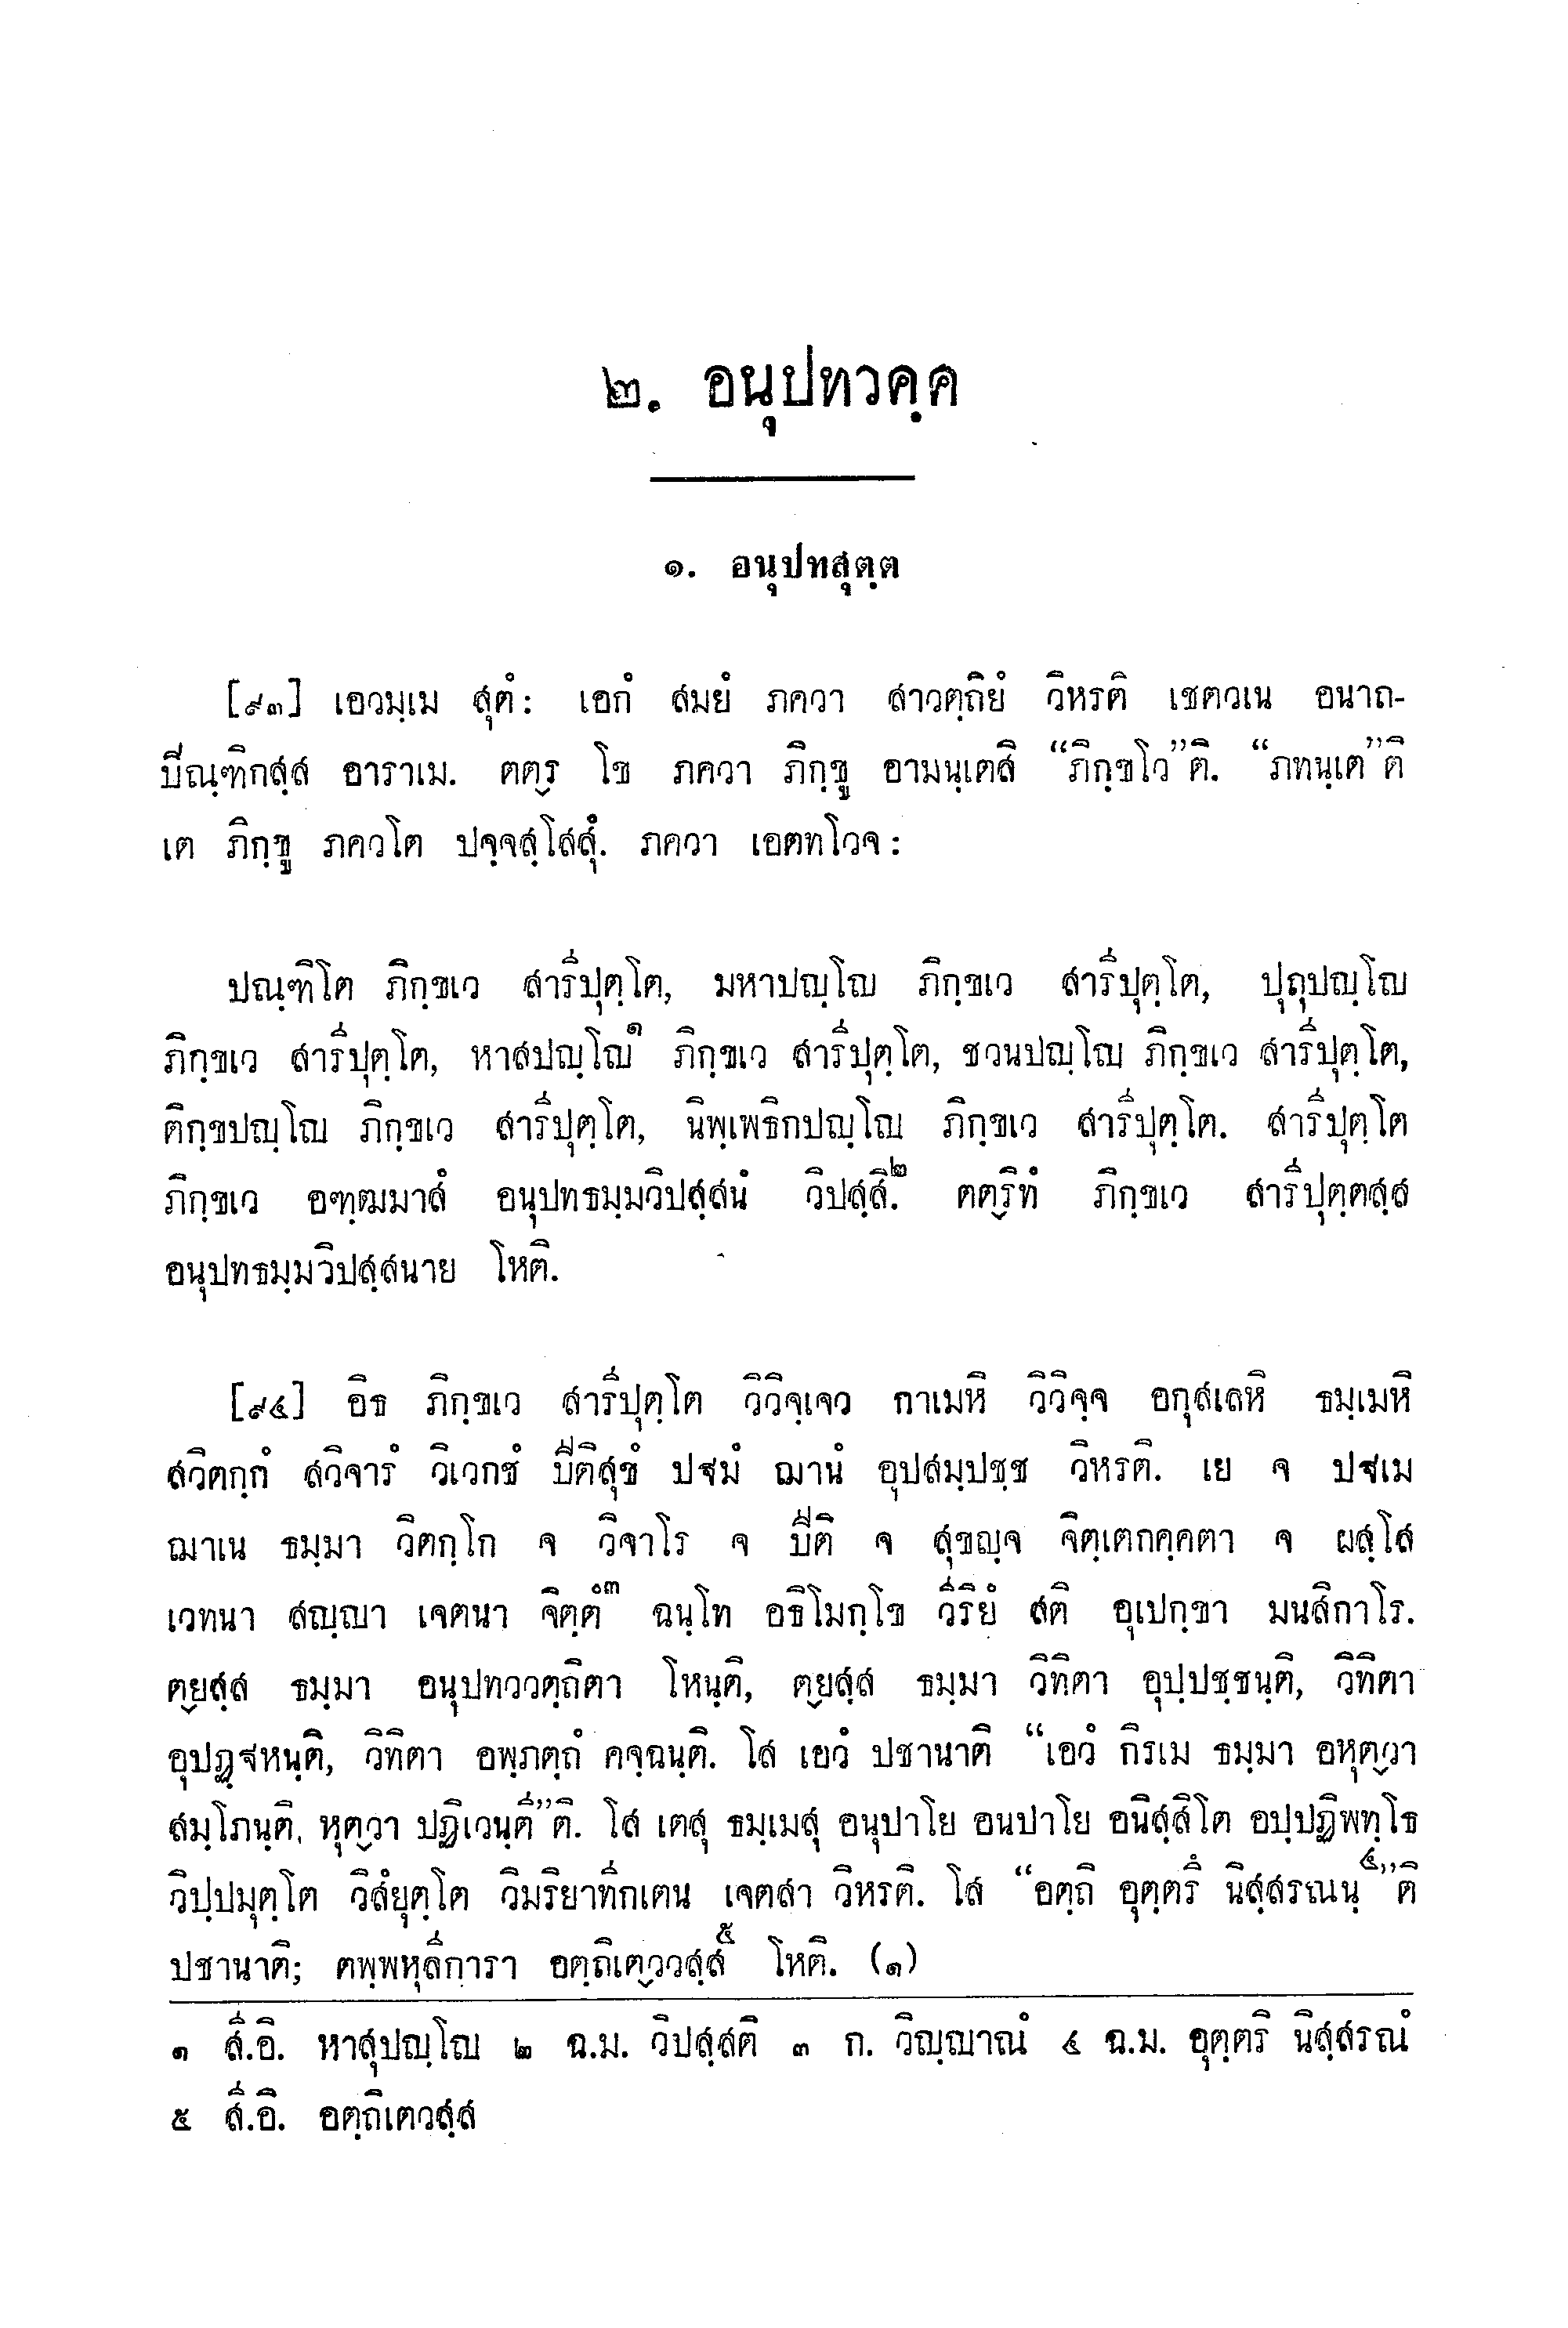 ๒. อนุปทวคฺค
๑. อนุปทสุตฺต
[๙๓] เอวมฺเม สุตํ: เอกํ สมยํ ภควา สาวตฺถิยํ วิหรติ เชตวเน อนาถ-
ปิณฺฑิกสฺส อาราเม. ตตฺร โข ภควา ภิกฺขู อามนฺเตสิ “ภิกฺขโว”ติ. “ภทนฺเต”ติ
เต ภิกฺขู ภควโต ปจฺจสฺโสสุํ. ภควา เอตทโวจ:
ปณฺฑิโต ภิกฺขเว สารีปุตฺโต, มหาปญฺโญ ภิกฺขเว สารีปุตฺโต, ปุถุปญฺโญ
ภิกฺขเว สารีปุตฺโต, หาสปญฺโญ๑ ภิกฺขเว สารีปุตฺโต, ชวนปญฺโญ ภิกฺขเว สารีปุตฺโต,
ติกฺขปญฺโญ ภิกฺขเว สารีปุตฺโต, นิพฺเพธิกปญฺโญ ภิกฺขเว สารีปุตฺโต. สารีปุตฺโต
ภิกฺขเว อฑฺฒมาสํ อนุปทธมฺมวิปสฺสนํ วิปสฺสิ.๒ ตตฺริทํ ภิกฺขเว สารีปุตฺตสฺส
อนุปทธมฺมวิปสฺสนาย โหติ.
[๙๔] อิธ ภิกฺขเว สารีปุตฺโต วิวิจฺเจว กาเมหิ วิวิจฺจ อกุสเลหิ ธมฺเมหิ
สวิตกฺกํ สวิจารํ วิเวกชํ ปีติสุขํ ปฐมํ ฌานํ อุปสมฺปชฺช วิหรติ. เย จ ปฐเม
ฌาเน ธมฺมา วิตกฺโก จ วิจาโร จ ปีติ จ สุขญฺจ จิตฺเตกคฺคตา จ ผสฺโส
เวทนา สญฺญา เจตนา จิตฺตํ๓ ฉนฺโท อธิโมกฺโข วีริยํ สติ อุเปกฺขา มนสิกาโร.
ตฺยสฺส ธมฺมา อนุปทววตฺถิตา โหนฺติ, ตฺยสฺส ธมฺมา วิทิตา อุปฺปชฺชนฺติ, วิทิตา
อุปฏฺฐหนฺติ, วิทิตา อพฺภตฺถํ คจฺฉนฺติ. โส เอวํ ปชานาติ “เอวํ กิริเม ธมฺมา อหุตฺวา
สมฺโภนฺติ, หุตฺวา ปฏิเวนฺตี”ติ. โส เตสุ ธมฺเมสุ อนุปาโย อนปาโย อนิสฺสิโต อปฺปฏิพทฺโธ
วิปฺปมุตฺโต วิสํยุตฺโต วิมริยาทีกเตน เจตสา วิหรติ. โส “อตฺถิ อุตฺตรึ นิสฺสรณนฺ๔”ติ
ปชานาติ; ตพฺพหุลีการา อตฺถิเตฺววสฺส๕ โหติ. (๑)
๑ สี.อิ. หาสุปญฺโญ ๒ ฉ.ม. วิปสฺสติ ๓ ก. วิญฺญาณํ ๔ ฉ.ม. อุตฺตริ นิสฺสรณํ
๕ สี.อิ. อตฺถิเตวสฺส